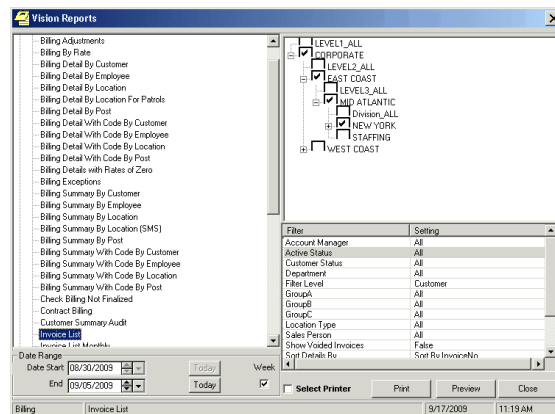 Vision Reports
Billing Adjustments
Billing By Rate
Billing Detail By Customer
Billing Detail By Employee
Billing Detail By Location
Billing Detail By Location For Patrols
Billing Detail By Post
Billing Detail With Code By Customer
Billing Detail With Code By Employee
Billing Detail With Code By Location
Billing Detail With Code By Post
Billing Details with Rates of Zero
Billing Exceptions
Billing Summary By Customer
Billing Summary By Employee
Billing Summary By Location
Billing Summary By Location (SMS)
Billing Summary By Post
Billing Summary With Code By Customer
Billing Summary With Code By Employee
Billing Summary With Code By Location
Billing Summary With Code By Post
Check Billing Not Finalized
Contract Billing
Customer Summary Audit
Invoice List
Invoice List Monthly
LEVEL1_ALL
CORPORATE
LEVEL2_ALL
EAST COAST
LEVEL3_ALL
MID ATLANTIC
Division_ALL
NEW YORK
STAFFING
WEST COAST
Filter Setting
Account Manager All
Active Status All
Customer Status All
Department All
Filter Level Customer
GroupA All
GroupB All
GroupC All
Location Type All
Sales Person All
Show Voided Invoices False
Sort Details By Sort By InvoiceNo
Date Range
Date Start 08/30/2009 Today Week
End 09/05/2009 Today
Select Printer Print Preview Close
Billing Invoice List 9/17/2009 11:19 AM